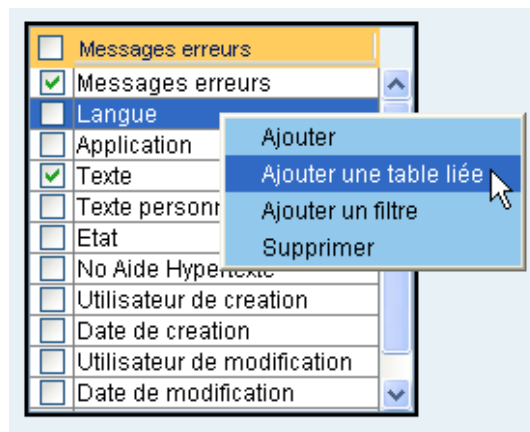 Messages erreurs
Messages erreurs
Langue
Application
Texte
Texte
Etat
No Aide Hypertexte
Utilisateur de creation
Date de creation
Utilisateur de modification
Date de modification
Ajouter
Ajouter une table liée
Ajouter un filtre
Supprimer